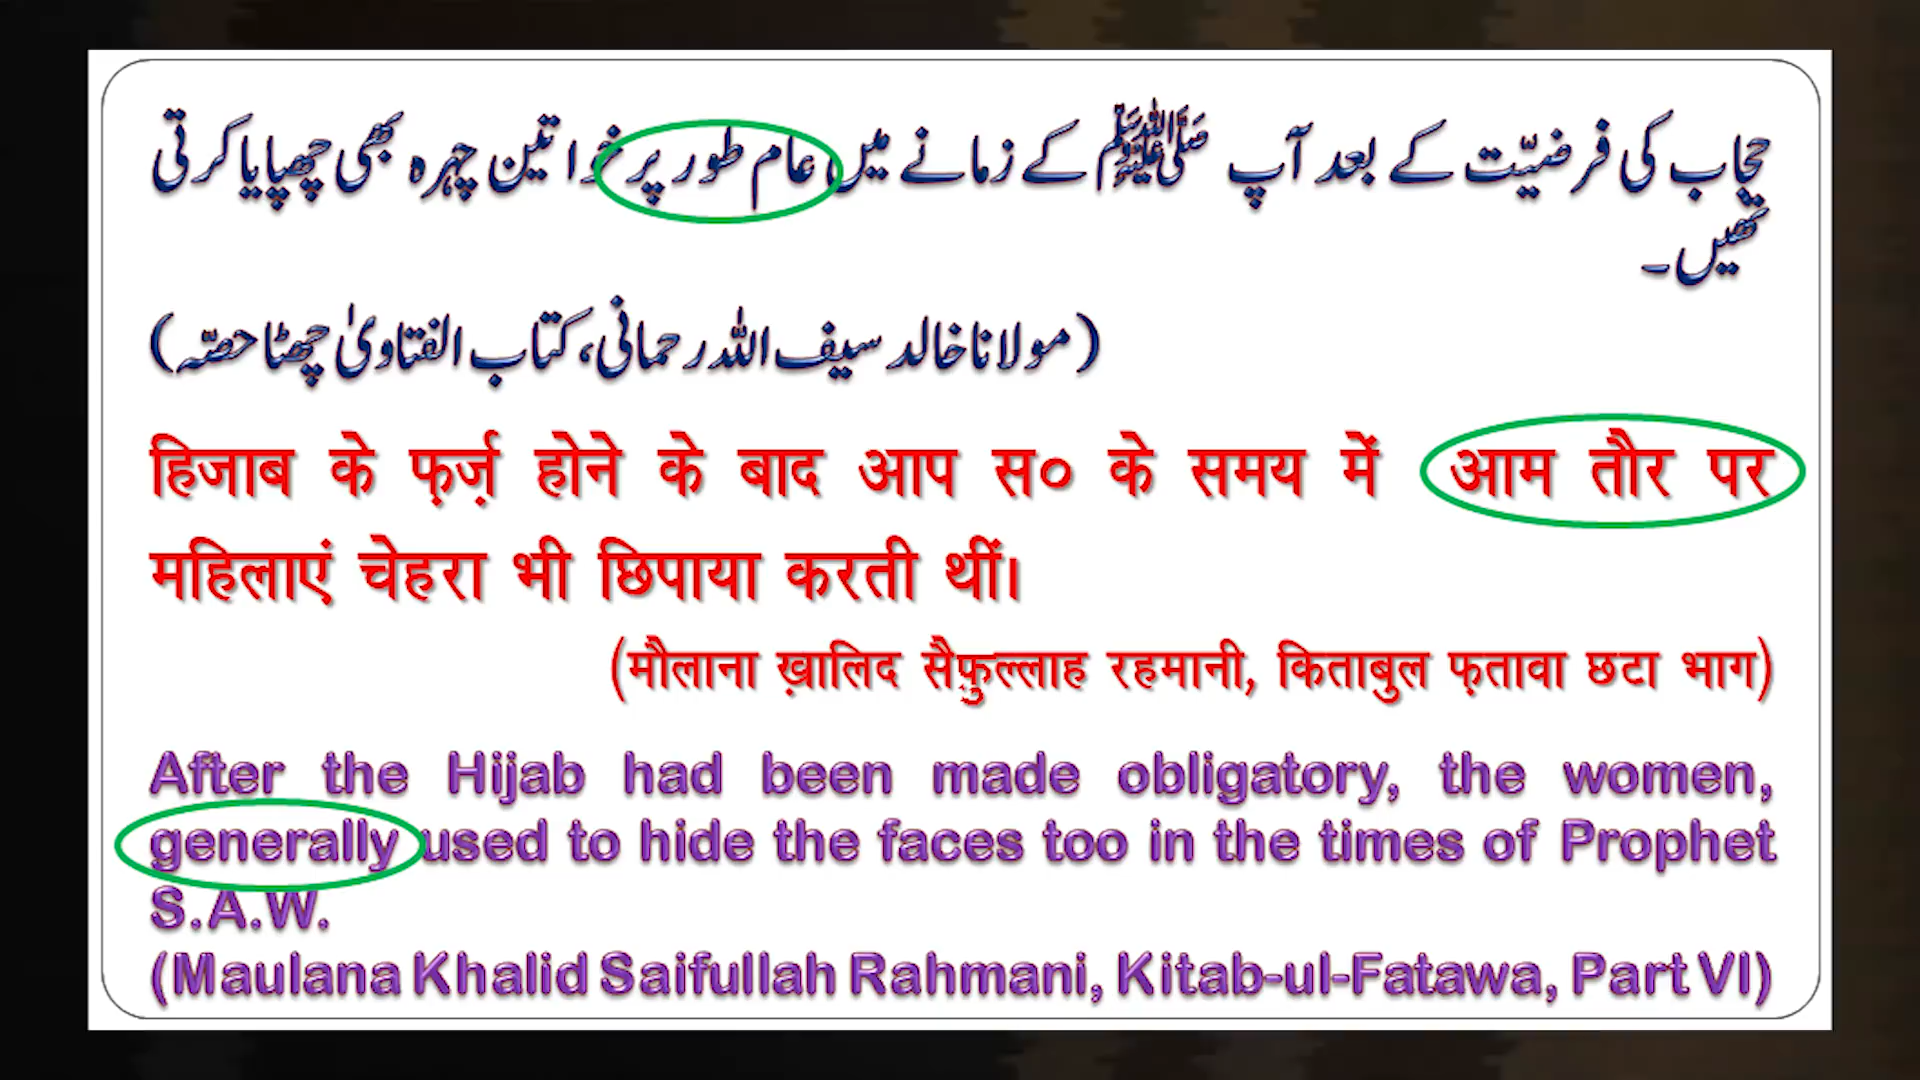 حجاب کی فرضیّت کے بعد آپ ﷺ کے زمانے میں عام طور پر خواتین چہرہ بھی چھپایا کرتی
تھیں۔
(مولانا خالد سیف اللہ رحمانی، کتاب الفتاویٰ چھٹا حصّہ)
हिजाब के फ़र्ज़ होने के बाद आप स० के समय में आम तौर पर
महिलाएं चेहरा भी छिपाया करती थीं।
(मौलाना ख़ालिद सैफ़ुल्लाह रहमानी, किताबुल फ़तावा छटा भाग)
After the Hijab had been made obligatory, the women,
generally used to hide the faces too in the times of Prophet
S.A.W.
(Maulana Khalid Saifullah Rahmani, Kitab-ul-Fatawa, Part VI)